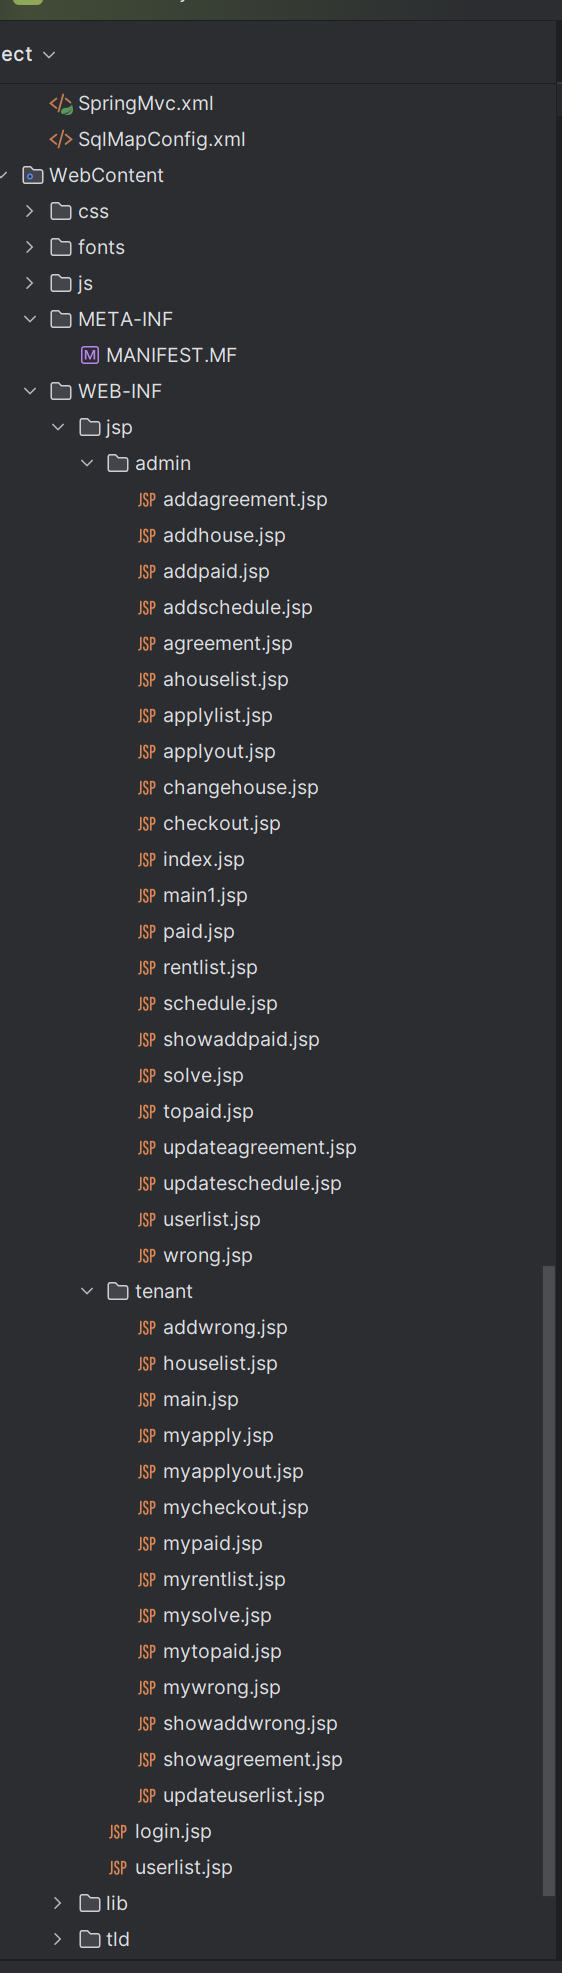 ect
SpringMvc.xml
SqlMapConfig.xml
WebContent
css
fonts
js
META-INF
MANIFEST.MF
WEB-INF
jsp
admin
addagreement.jsp
addhouse.jsp
addpaid.jsp
addschedule.jsp
agreement.jsp
ahouselist.jsp
applylist.jsp
applyout.jsp
changehouse.jsp
checkout.jsp
index.jsp
main1.jsp
paid.jsp
rentlist.jsp
schedule.jsp
showaddpaid.jsp
solve.jsp
topaid.jsp
updateagreement.jsp
updateschedule.jsp
userlist.jsp
wrong.jsp
tenant
addwrong.jsp
houselist.jsp
main.jsp
myapply.jsp
myapplyout.jsp
mycheckout.jsp
mypaid.jsp
myrentlist.jsp
mysolve.jsp
mytopaid.jsp
mywrong.jsp
showaddwrong.jsp
showagreement.jsp
updateuserlist.jsp
login.jsp
userlist.jsp
lib
tld